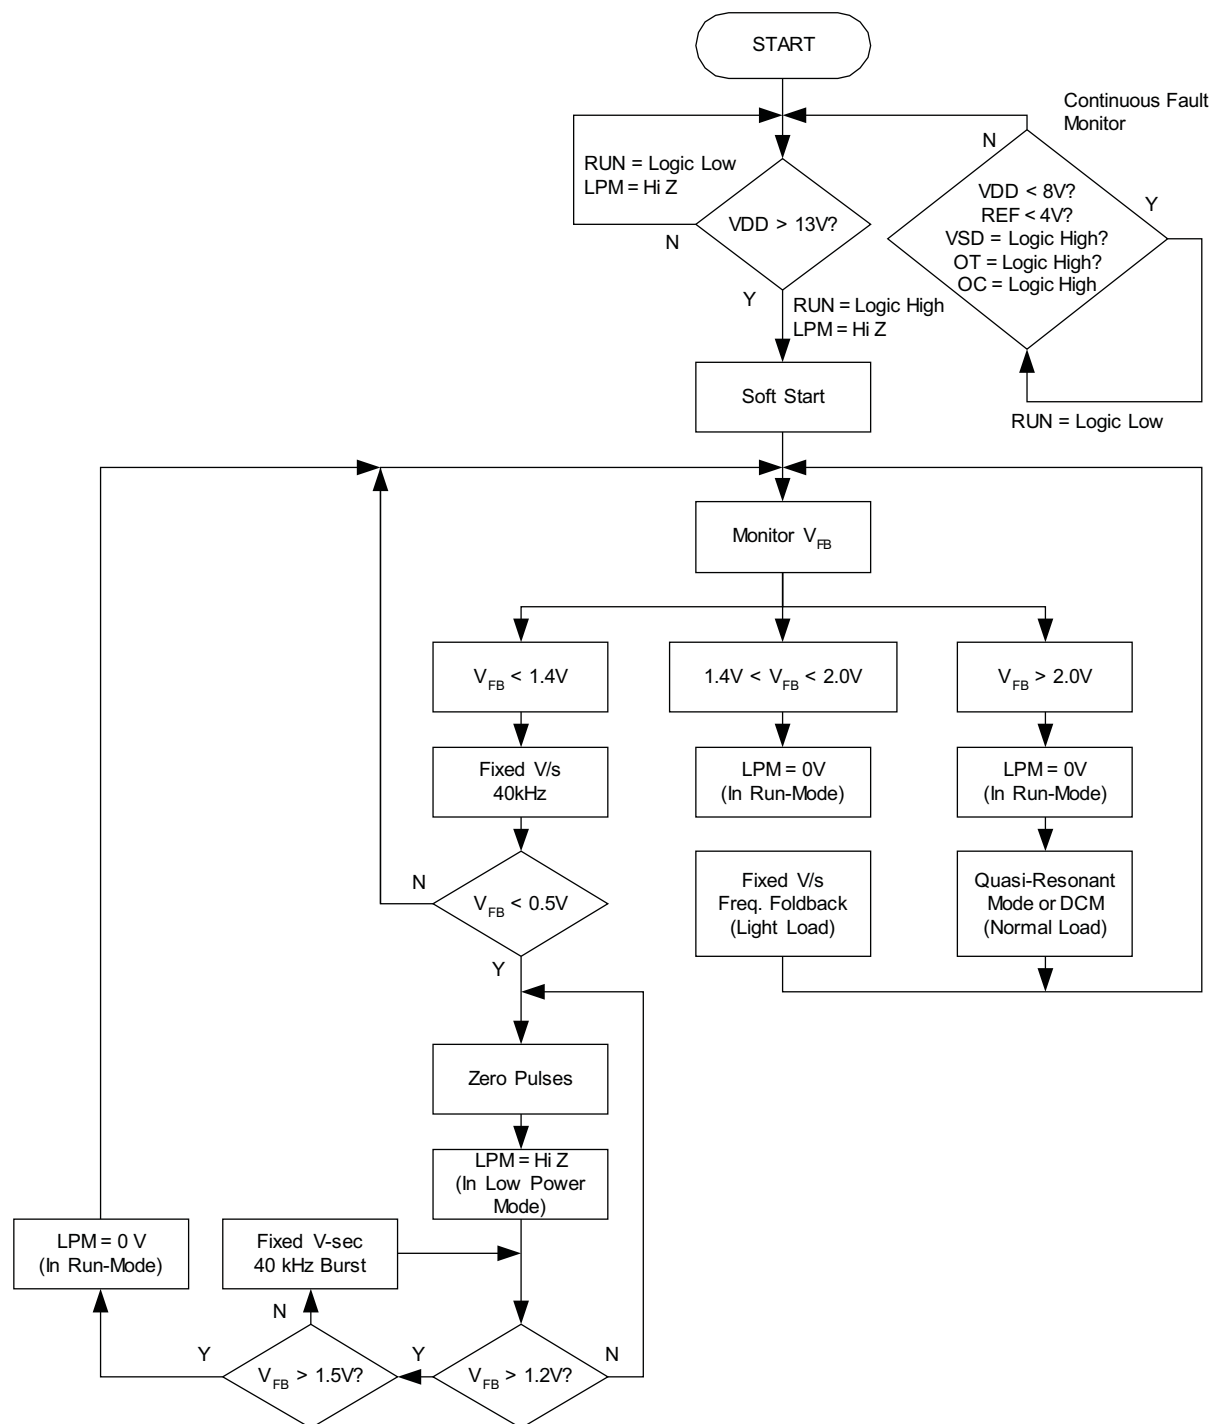 START
Continuous Fault
Monitor
N
RUN = Logic Low
LPM = Hi Z
VDD < 8V?
REF < 4V?
VSD = Logic High?
OT = Logic High?
OC = Logic High
Y
VDD > 13V?
N
Y
RUN = Logic High
LPM = Hi Z
Soft Start
RUN = Logic Low
Monitor VFB
VFB < 1.4V
1.4V < VFB < 2.0V
VFB > 2.0V
Fixed V/s
40kHz
LPM = 0V
(In Run-Mode)
LPM = 0V
(In Run-Mode)
N
VFB < 0.5V
Y
Fixed V/s
Freq. Foldback
(Light Load)
Quasi-Resonant
Mode or DCM
(Normal Load)
Zero Pulses
LPM = Hi Z
(In Low Power
Mode)
LPM = 0 V
(In Run-Mode)
Fixed V-sec
40 kHz Burst
N
Y
VFB > 1.5V?
Y
VFB > 1.2V?
N